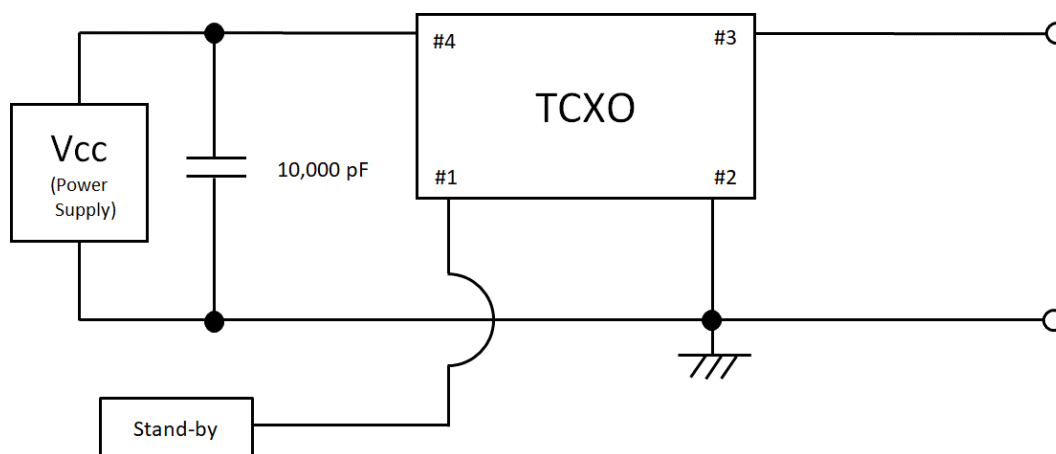 #4
#3
TCXO
Vcc
(Power
Supply)
10,000 pF
#1
#2
Stand-by